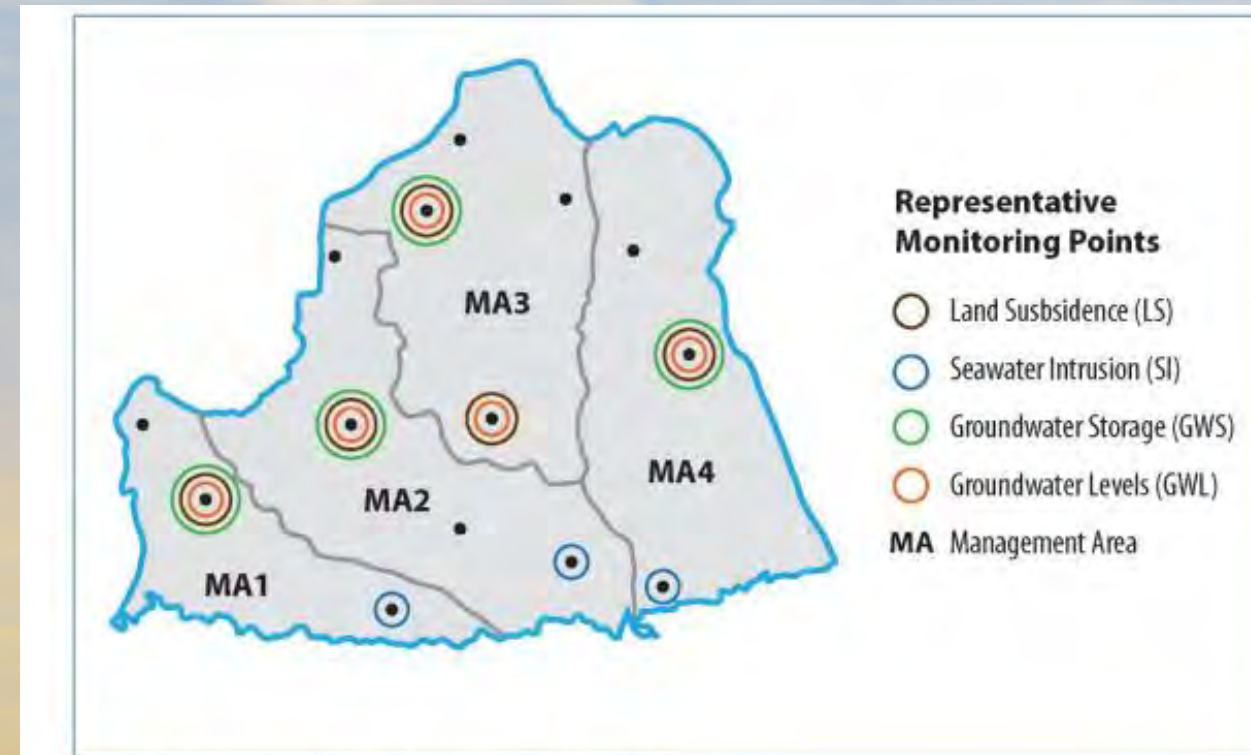 Representative
Monitoring Points
Land Susbsidence (LS)
Seawater Intrusion (SI)
Groundwater Storage (GWS)
Groundwater Levels (GWL)
MA Management Area
MA3
MA4
MA2
MA1